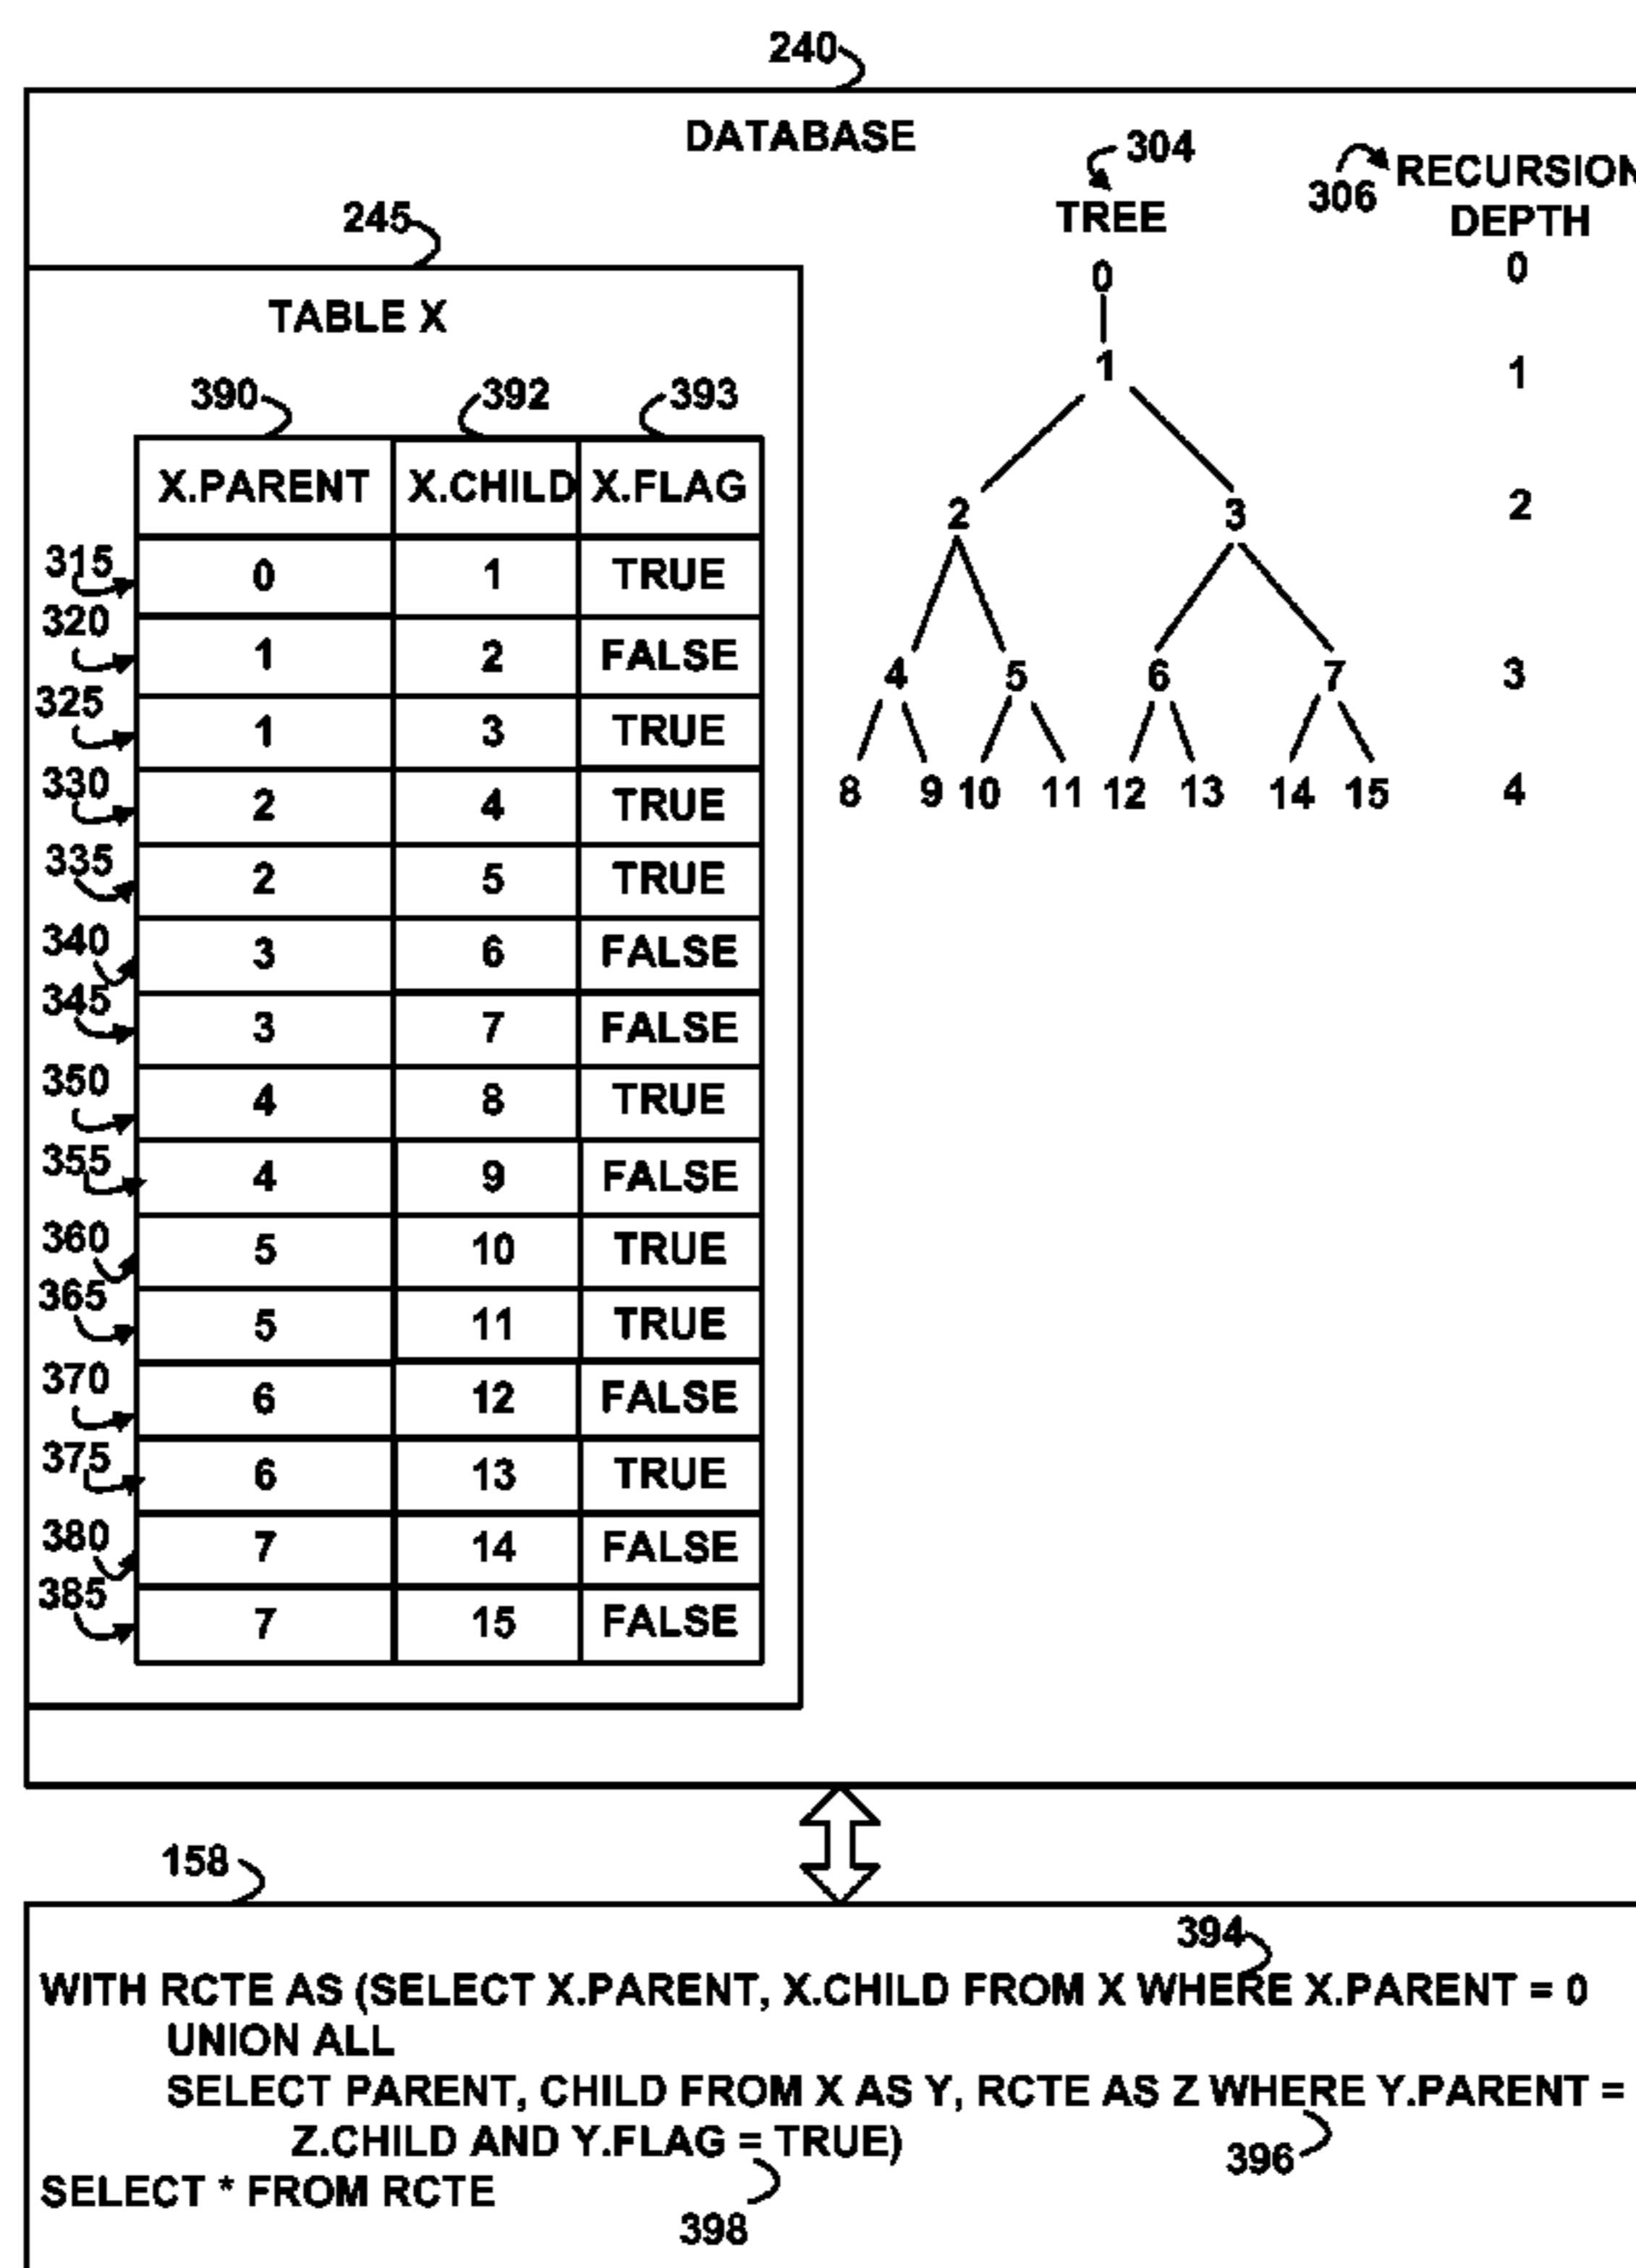 240
DATABASE
304
TREE
306
RECURSION
DEPTH
0 0
1 1
2 3 2
4 5 6 7 3
8 9 10 11 12 13 14 15 4
245
TABLE X
390 392 393
X.PARENT X.CHILD X.FLAG
315 0 1 TRUE
320 1 2 FALSE
325 1 3 TRUE
330 2 4 TRUE
335 2 5 TRUE
340 3 6 FALSE
345 3 7 FALSE
350 4 8 TRUE
355 4 9 FALSE
360 5 10 TRUE
365 5 11 TRUE
370 6 12 FALSE
375 6 13 TRUE
380 7 14 FALSE
385 7 15 FALSE
158
394
WITH RCTE AS (SELECT X.PARENT, X.CHILD FROM X WHERE X.PARENT = 0
UNION ALL
SELECT PARENT, CHILD FROM X AS Y, RCTE AS Z WHERE Y.PARENT =
Z.CHILD AND Y.FLAG = TRUE)
396
SELECT * FROM RCTE
398